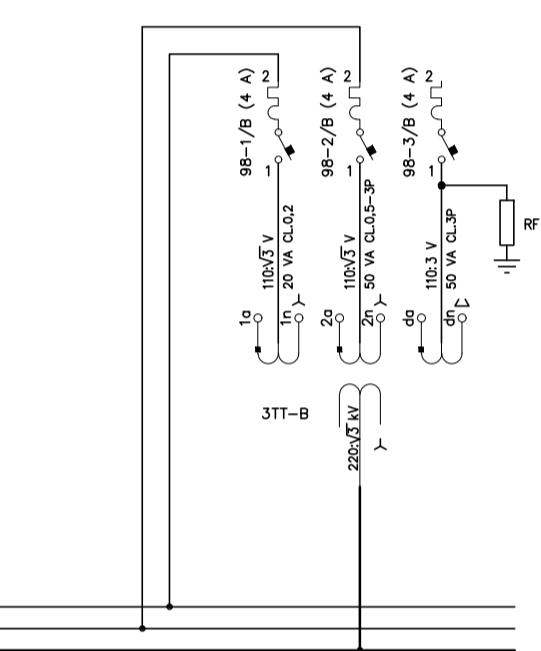 98-1/B (4 A)
2
1
98-2/B (4 A)
2
1
98-3/B (4 A)
2
1
RF
110:√3 V
20 VA CL.0,2
110:√3 V
50 VA CL.0,5-3P
110:3 V
50 VA CL.3P
1a
1n
2a
2n
da
dn
3TT-B
220:√3 kV